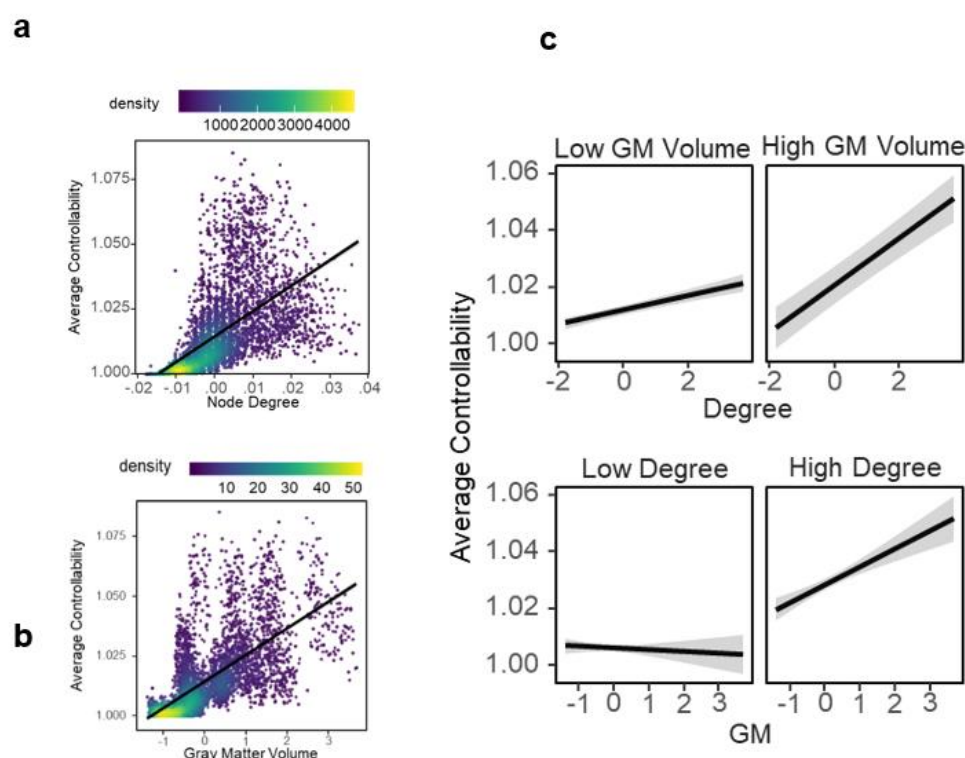 a
density
1000 2000 3000 4000
Average Controllability
1.075
1.050
1.025
1.000
-.02 -.01 .00 .01 .02 .03 .04
Node Degree
b
density
10 20 30 40 50
Average Controllability
1.075
1.050
1.025
1.000
-1 0 1 2 3
Gray Matter Volume
c
Average Controllability
Low GM Volume High GM Volume
1.06
1.04
1.02
1.00
-2 0 2 -2 0 2
Degree
Low Degree High Degree
1.06
1.04
1.02
1.00
-1 0 1 2 3 -1 0 1 2 3
GM